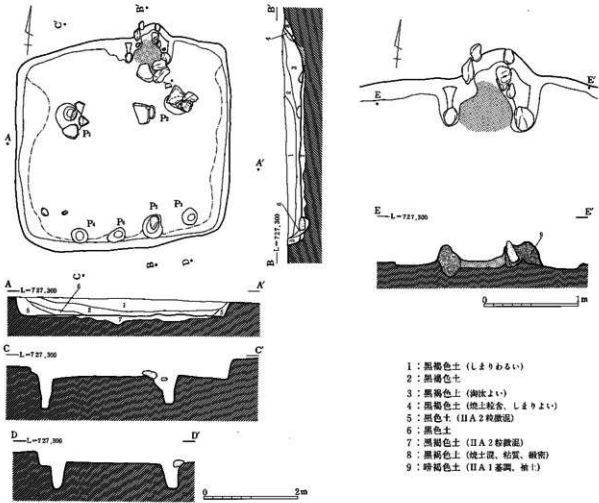 B'
C'
D'
A
A'
P₁
P₂
P₃
P₄
P₅
P₆
B
D
C
B'
B
L=727,300
E
E'
E
L=727,300
E'
0 1m
A
L=727,300
A'
C
L=727,300
C'
D
L=727,300
D'
0 2m
1：黒褐色土（しまりわるい）
2：黒褐色土
3：黒褐色土（淘汰よい）
4：黒褐色土（焼土粒含、しまりよい）
5：黒色土（ⅡA2粒微混）
6：黒色土
7：黒褐色土（ⅡA2粒微混）
8：黒褐色土（焼土混、粘質、緻密）
9：暗褐色土（ⅡA1基調、袖土）